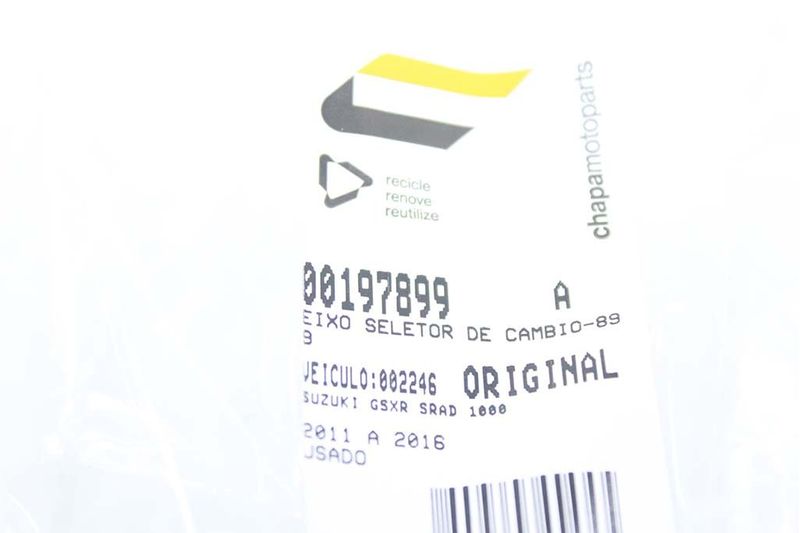 chapamotoparts
recicle
renove
reutilize
00197899 A
EIXO SELETOR DE CAMBIO-89
9
VEICULO:002246 ORIGINAL
SUZUKI GSXR SRAD 1000
2011 A 2016
USADO